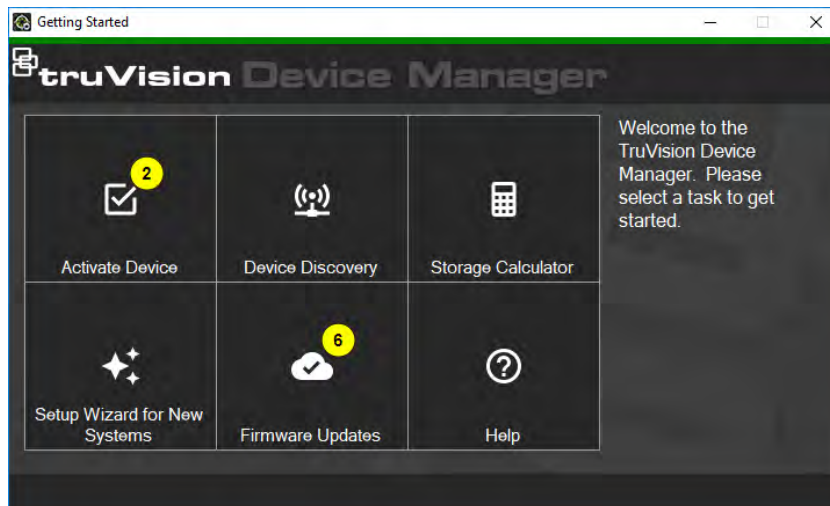 Getting Started
truVision Device Manager
2
Activate Device
Device Discovery
Storage Calculator
Welcome to the
TruVision Device
Manager. Please
select a task to get
started.
6
Setup Wizard for New
Systems
Firmware Updates
Help